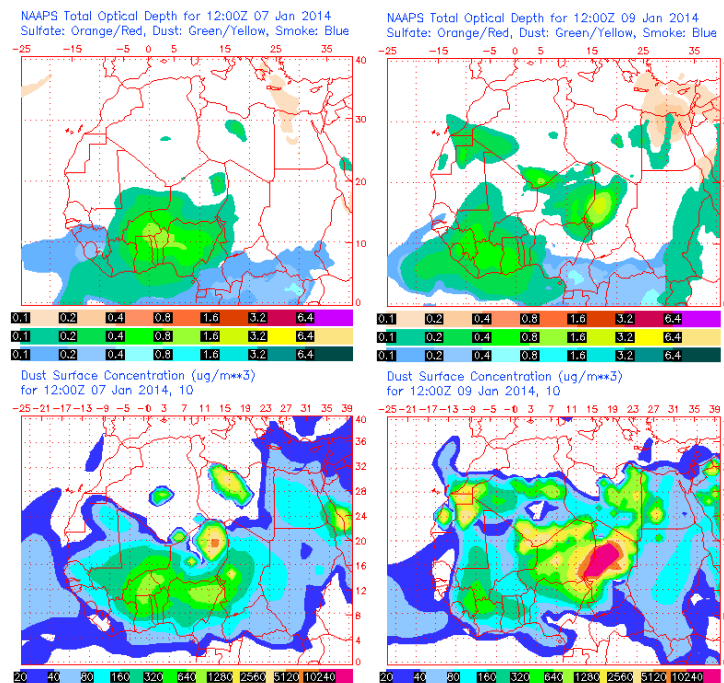 NAAPS Total Optical Depth for 12:00Z 07 Jan 2014
Sulfate: Orange/Red, Dust: Green/Yellow, Smoke: Blue
-25 -15 -5 5 15 25 35
40
30
20
10
0
0.1 0.2 0.4 0.8 1.6 3.2 6.4
0.1 0.2 0.4 0.8 1.6 3.2 6.4
0.1 0.2 0.4 0.8 1.6 3.2 6.4
NAAPS Total Optical Depth for 12:00Z 09 Jan 2014
Sulfate: Orange/Red, Dust: Green/Yellow, Smoke: Blue
-25 -15 -5 5 15 25 35
40
30
20
10
0
0.1 0.2 0.4 0.8 1.6 3.2 6.4
0.1 0.2 0.4 0.8 1.6 3.2 6.4
0.1 0.2 0.4 0.8 1.6 3.2 6.4
Dust Surface Concentration (ug/m**3)
for 12:00Z 07 Jan 2014, 10
-25 -21 -17 -13 -9 -5 -1 0 3 7 11 15 19 23 27 31 35 39
40
36
32
28
24
20
16
12
8
4
0
20 40 80 160 320 640 1280 2560 5120 10240
Dust Surface Concentration (ug/m**3)
for 12:00Z 09 Jan 2014, 10
-25 -21 -17 -13 -9 -5 -1 0 3 7 11 15 19 23 27 31 35 39
40
36
32
28
24
20
16
12
8
4
0
20 40 80 160 320 640 1280 2560 5120 10240